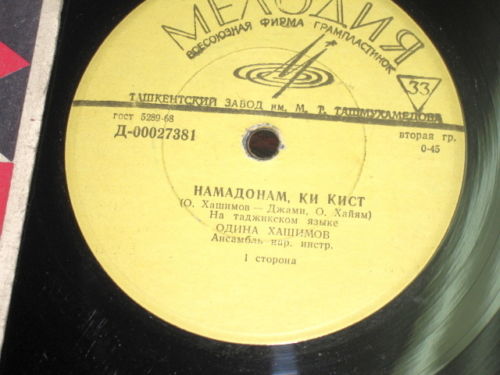 МЕЛОДИЯ
ВСЕСОЮЗНАЯ ФИРМА ГРАМПЛАСТИНОК
33
ТАШКЕНТСКИЙ ЗАВОД им. М. Т. ТАШМУХАМЕДОВА
гост 5289-68
Д-00027381
вторая гр.
0-45
НАМАДОНАМ, КИ КИСТ
(О. Хашимов — Джами, О. Хайям)
На таджикском языке
ОДИНА ХАШИМОВ
Ансамбль нар. инстр.
I сторона